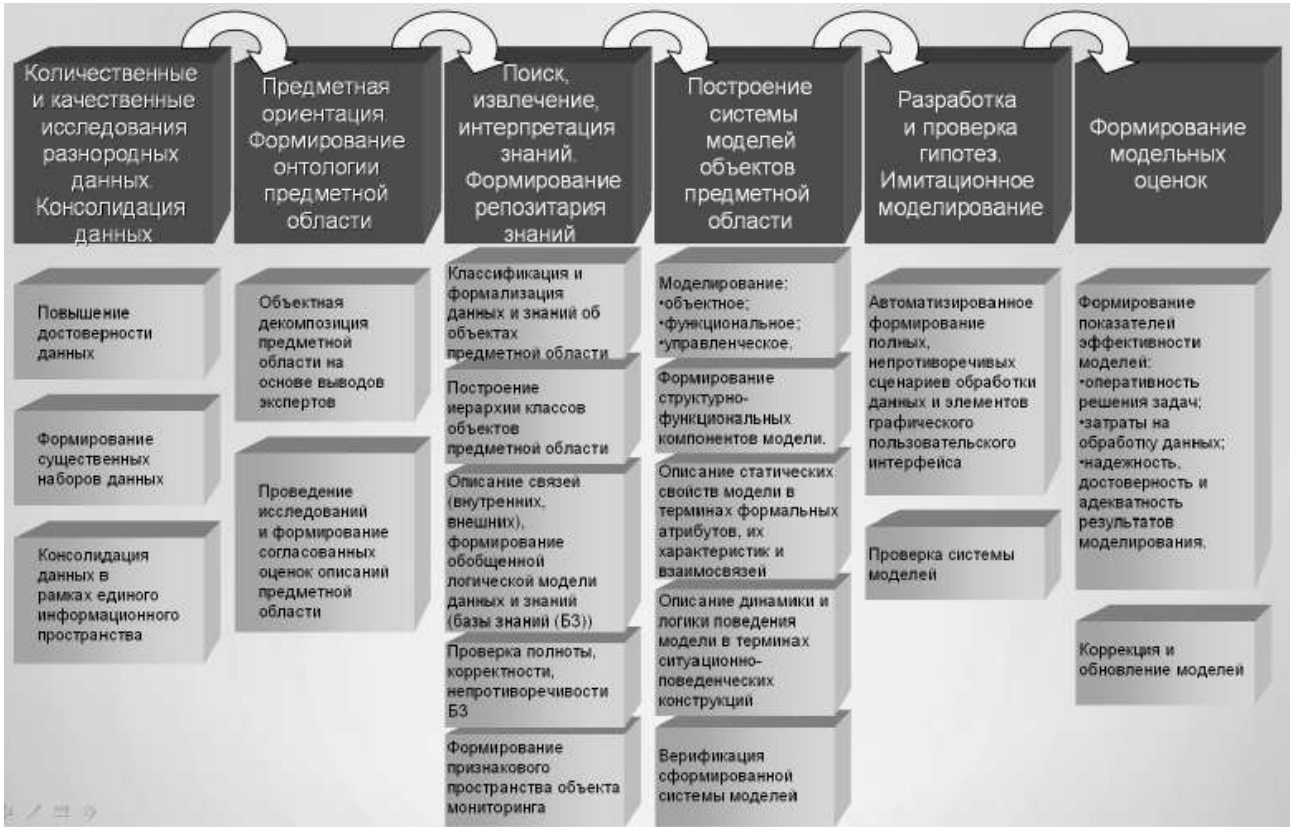 Количественные
и качественные
исследования
разнородных
данных.
Консолидация
данных
Предметная
ориентация.
Формирование
онтологии
предметной
области
Поиск,
извлечение,
интерпретация
знаний.
Формирование
репозитария
знаний
Построение
системы
моделей
объектов
предметной
области
Разработка
и проверка
гипотез.
Имитационное
моделирование
Формирование
модельных
оценок
Повышение
достоверности
данных
Формирование
существенных
наборов данных
Консолидация
данных в
рамках единого
информационного
пространства
Объектная
декомпозиция
предметной
области на
основе выводов
экспертов
Проведение
исследований
и формирование
согласованных
оценок описаний
предметной
области
Классификация и
формализация
данных и знаний об
объектах
предметной области
Построение
иерархии классов
объектов
предметной области
Описание связей
(внутренних,
внешних),
формирование
обобщенной
логической модели
данных и знаний
(базы знаний (БЗ))
Проверка полноты,
корректности,
непротиворечивости
БЗ
Формирование
признакового
пространства объекта
мониторинга
Моделирование:
•объектное;
•функциональное;
•управленческое.
Формирование
структурно-
функциональных
компонентов модели.
Описание статических
свойств модели в
терминах формальных
атрибутов, их
характеристик и
взаимосвязей
Описание динамики и
логики поведения
модели в терминах
ситуационно-
поведенческих
конструкций
Верификация
сформированной
системы моделей
Автоматизированное
формирование
полных,
непротиворечивых
сценариев обработки
данных и элементов
графического
пользовательского
интерфейса
Проверка системы
моделей
Формирование
показателей
эффективности
моделей:
•оперативность
решения задач;
•затраты на
обработку данных;
•надежность,
достоверность и
адекватность
результатов
моделирования.
Коррекция и
обновление моделей